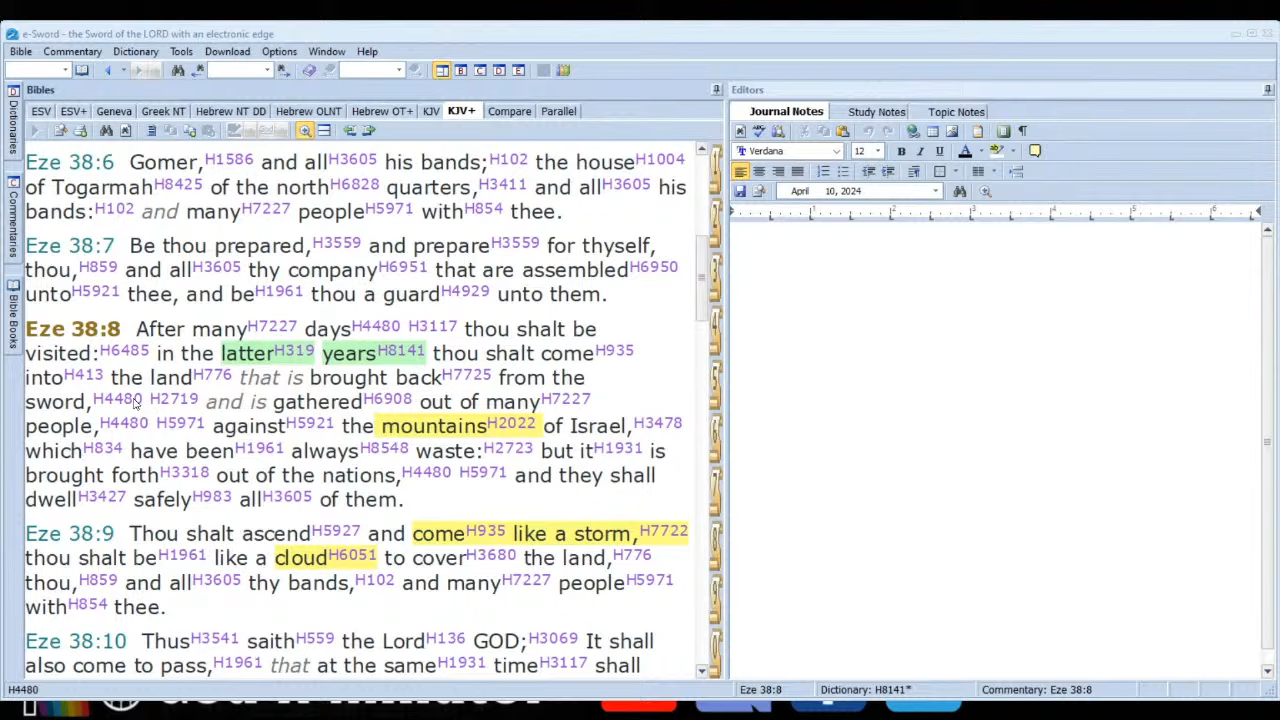 e-Sword - the Sword of the LORD with an electronic edge
Bible Commentary Dictionary Tools Download Options Window Help
B C D E
Bibles
Editors
ESV ESV+ Geneva Greek NT Hebrew NT DD Hebrew OLNT Hebrew OT+ KJV KJV+ Compare Parallel
Journal Notes Study Notes Topic Notes
Verdana 12 B I U A
April 10, 2024
1 2 3 4 5 6
Dictionaries
Commentaries
Bible Books
Eze 38:6 Gomer,H1586 and allH3605 his bands;H102 the houseH1004
of TogarmahH8425 of the northH6828 quarters,H3411 and allH3605 his
bands:H102 and manyH7227 peopleH5971 withH854 thee.
Eze 38:7 Be thou prepared,H3559 and prepareH3559 for thyself,
thou,H859 and allH3605 thy companyH6951 that are assembledH6950
untoH5921 thee, and beH1961 thou a guardH4929 unto them.
Eze 38:8 After manyH7227 daysH4480 H3117 thou shalt be
visited:H6485 in the latterH319 yearsH8141 thou shalt comeH935
intoH413 the landH776 that is brought backH7725 from the
sword,H4480 H2719 and is gatheredH6908 out of manyH7227
people,H4480 H5971 againstH5921 the mountainsH2022 of Israel,H3478
whichH834 have beenH1961 alwaysH8548 waste:H2723 but itH1931 is
brought forthH3318 out of the nations,H4480 H5971 and they shall
dwellH3427 safelyH983 allH3605 of them.
Eze 38:9 Thou shalt ascendH5927 and comeH935 like a storm,H7722
thou shalt beH1961 like a cloudH6051 to coverH3680 the land,H776
thou,H859 and allH3605 thy bands,H102 and manyH7227 peopleH5971
withH854 thee.
Eze 38:10 ThusH3541 saithH559 the LordH136 GOD;H3069 It shall
also come to pass,H1961 that at the sameH1931 timeH3117 shall
H4480
Eze 38:8 Dictionary: H8141* Commentary: Eze 38:8